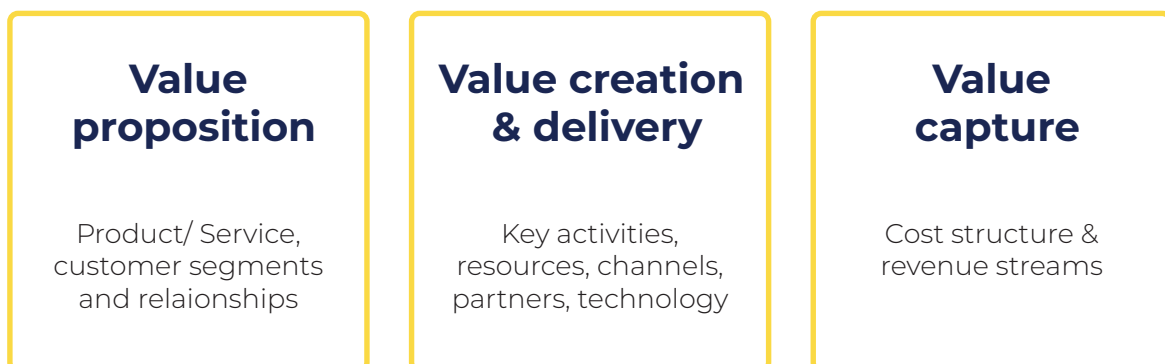 Value
proposition
Product/ Service,
customer segments
and relaionships
Value creation
& delivery
Key activities,
resources, channels,
partners, technology
Value
capture
Cost structure &
revenue streams